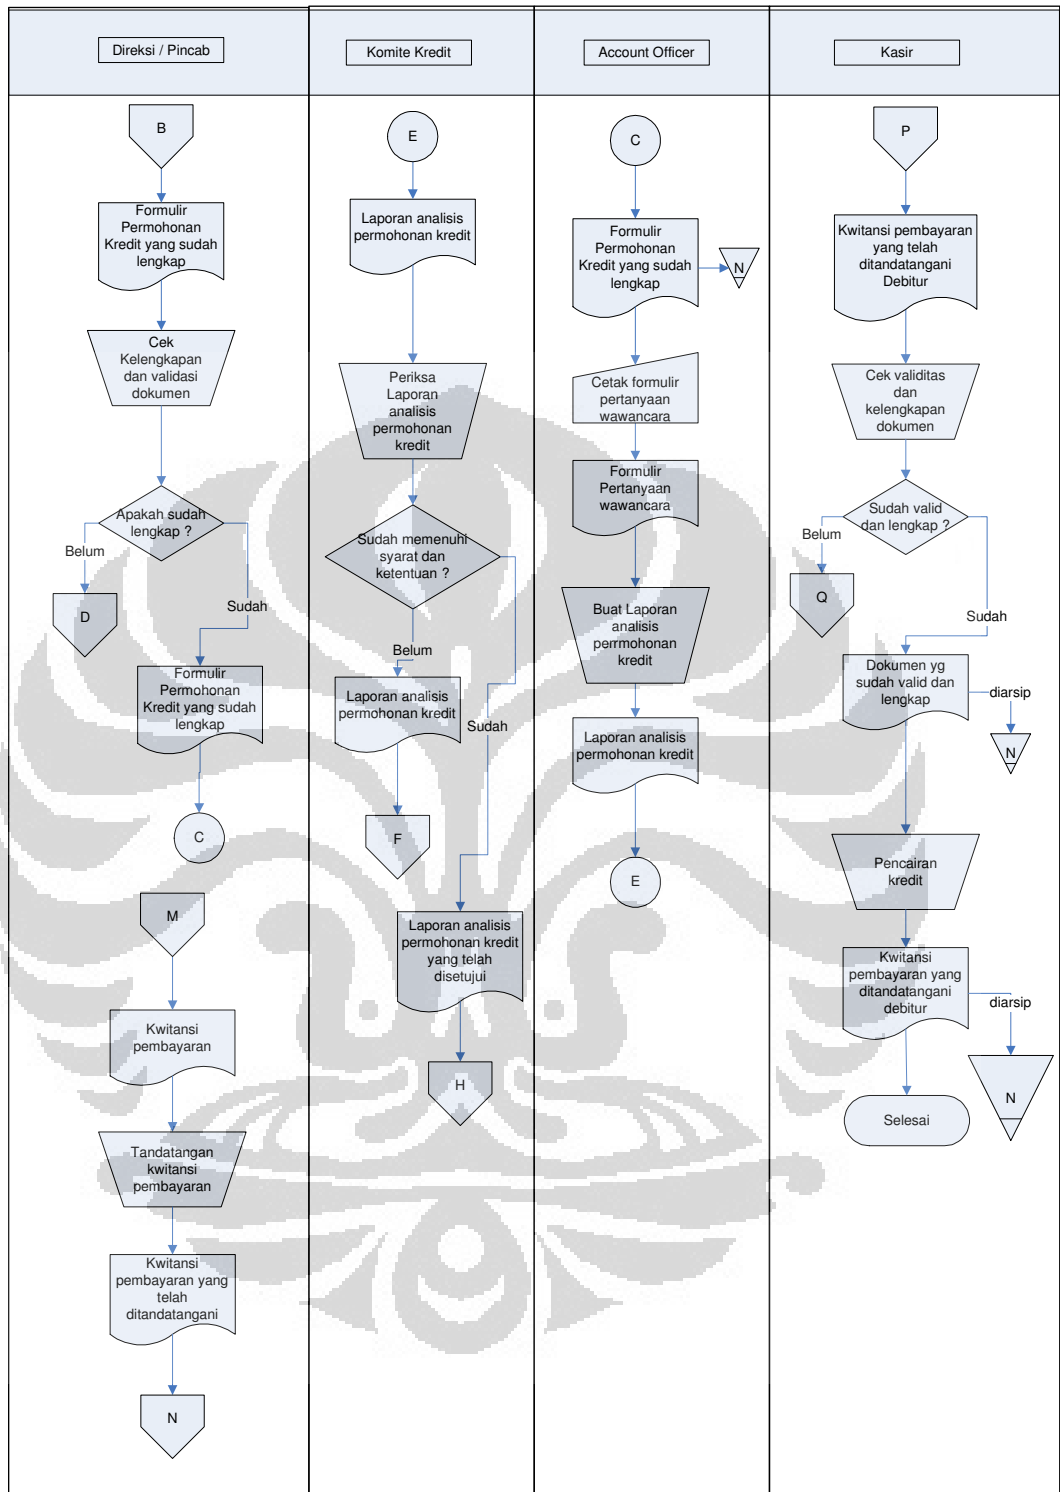 Direksi / Pincab
Komite Kredit
Account Officer
Kasir
B
Formulir
Permohonan
Kredit yang sudah
lengkap
Cek
Kelengkapan
dan validasi
dokumen
Apakah sudah
lengkap ?
Belum
D
Sudah
Formulir
Permohonan
Kredit yang sudah
lengkap
C
M
Kwitansi
pembayaran
Tandatangan
kwitansi
pembayaran
Kwitansi
pembayaran yang
telah
ditandatangani
N
E
Laporan analisis
permohonan kredit
Periksa
Laporan
analisis
permohonan
kredit
Sudah memenuhi
syarat dan
ketentuan ?
Belum
Laporan analisis
permohonan kredit
Sudah
F
Laporan analisis
permohonan kredit
yang telah
disetujui
H
C
Formulir
Permohonan
Kredit yang sudah
lengkap
N
Cetak formulir
pertanyaan
wawancara
Formulir
Pertanyaan
wawancara
Buat Laporan
analisis
perrmohonan
kredit
Laporan analisis
permohonan kredit
E
P
Kwitansi pembayaran
yang telah
ditandatangani
Debitur
Cek validitas
dan
kelengkapan
dokumen
Sudah valid
dan lengkap ?
Belum
Q
Sudah
Dokumen yg
sudah valid dan
lengkap
diarsip
N
Pencairan
kredit
Kwitansi
pembayaran yang
ditandatangani
debitur
diarsip
N
Selesai